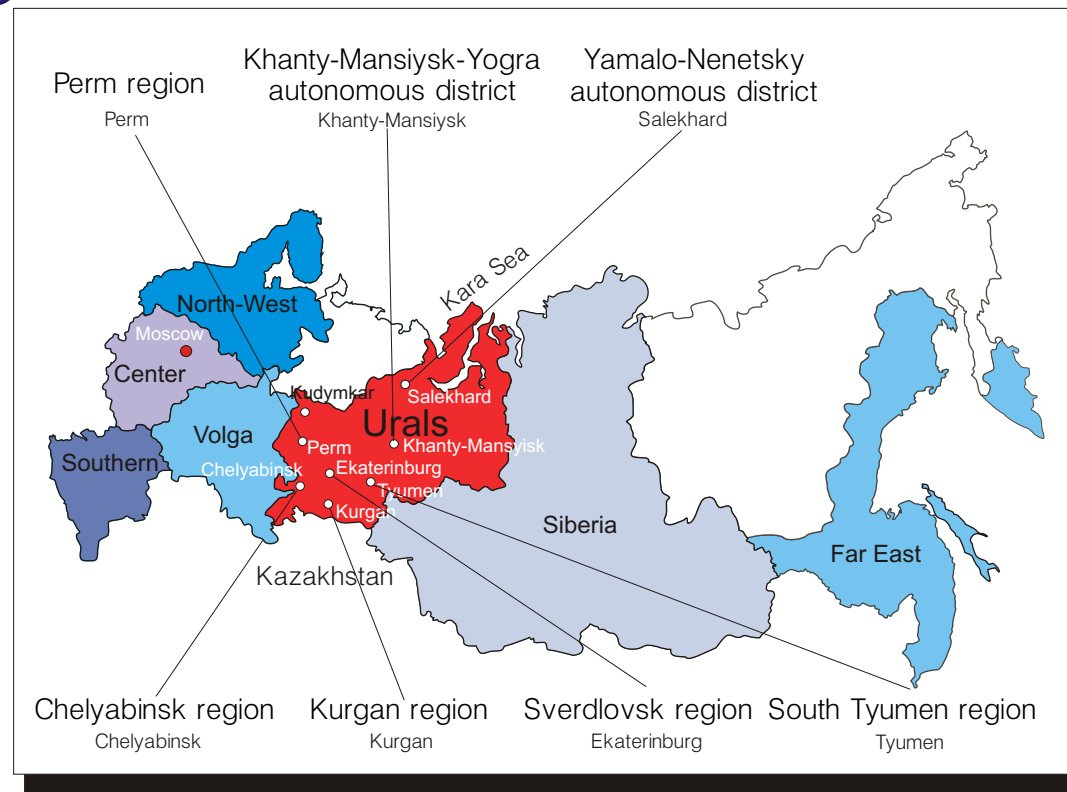 Perm region
Perm
Khanty-Mansiysk-Yogra
autonomous district
Khanty-Mansiysk
Yamalo-Nenetsky
autonomous district
Salekhard
Kara Sea
North-West
Moscow
Center
Kudymkar
Salekhard
Urals
Volga
Perm
Khanty-Mansyisk
Southern
Chelyabinsk
Ekaterinburg
Tyumen
Kurgan
Siberia
Far East
Kazakhstan
Chelyabinsk region
Chelyabinsk
Kurgan region
Kurgan
Sverdlovsk region
Ekaterinburg
South Tyumen region
Tyumen